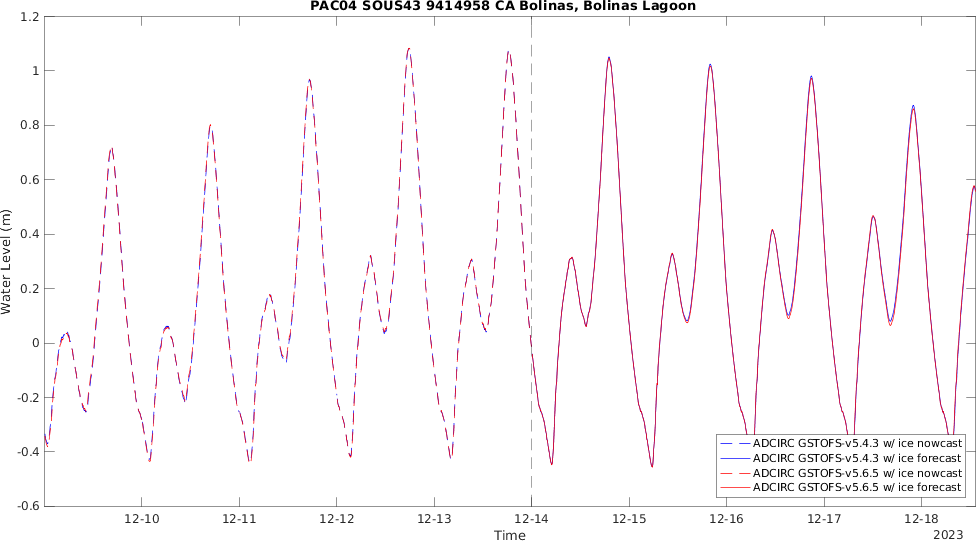 PAC04 SOUS43 9414958 CA Bolinas, Bolinas Lagoon
1.2
1
0.8
0.6
0.4
0.2
0
-0.2
-0.4
-0.6
Water Level (m)
ADCIRC GSTOFS-v5.4.3 w/ ice nowcast
ADCIRC GSTOFS-v5.4.3 w/ ice forecast
ADCIRC GSTOFS-v5.6.5 w/ ice nowcast
ADCIRC GSTOFS-v5.6.5 w/ ice forecast
12-10 12-11 12-12 12-13 12-14 12-15 12-16 12-17 12-18
Time
2023